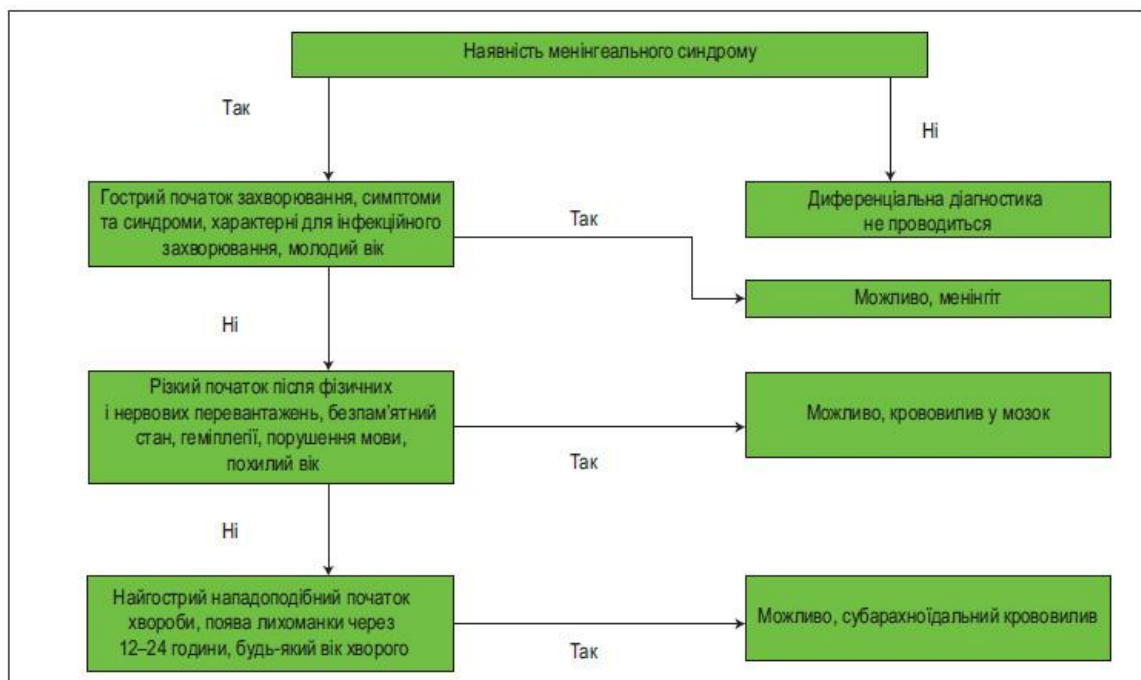 Наявність менінгеального синдрому
Так
Ні
Гострий початок захворювання, симптоми
та синдроми, характерні для інфекційного
захворювання, молодий вік
Так
Диференціальна діагностика
не проводиться
Можливо, менінгіт
Ні
Різкий початок після фізичних
і нервових перевантажень, безпам'ятний
стан, геміплегії, порушення мови,
похилий вік
Так
Можливо, крововилив у мозок
Ні
Найгострий нападоподібний початок
хвороби, поява лихоманки через
12–24 години, будь-який вік хворого
Так
Можливо, субарахноїдальний крововилив